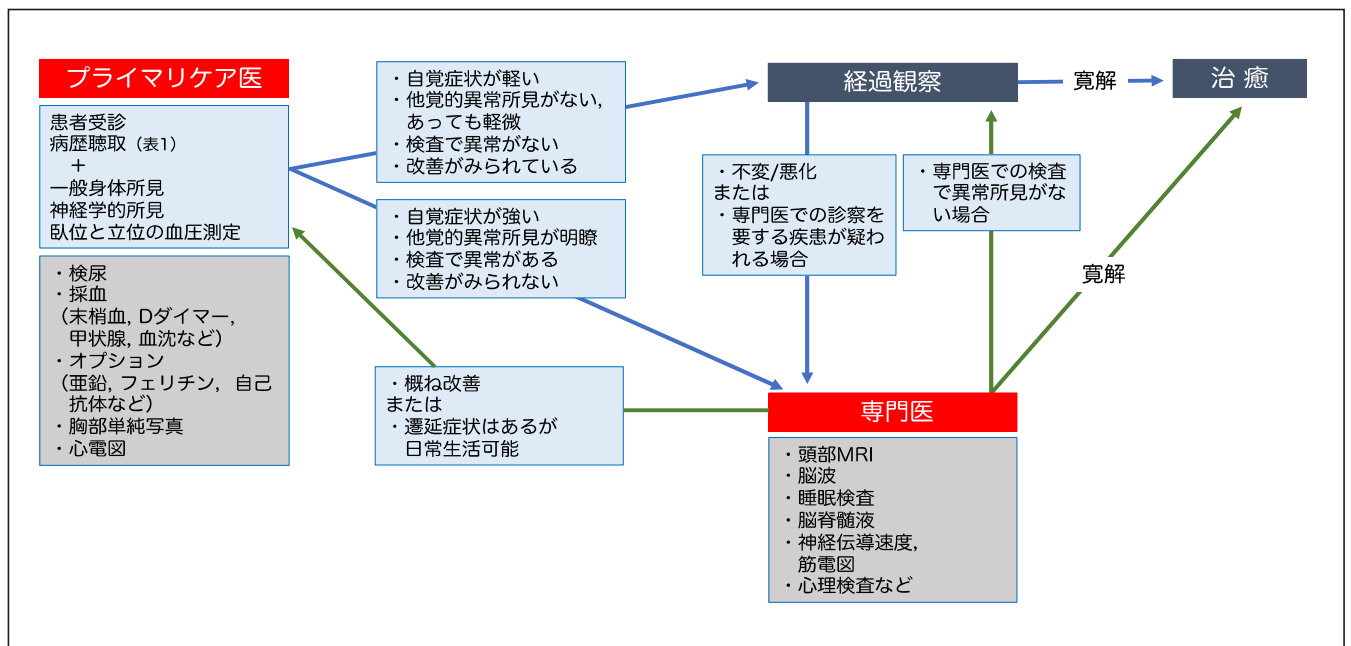 プライマリケア医
患者受診
病歴聴取（表1）
＋
一般身体所見
神経学的所見
臥位と立位の血圧測定
・検尿
・採血
（末梢血, Dダイマー,
甲状腺, 血沈など）
・オプション
（亜鉛, フェリチン, 自己
抗体など）
・胸部単純写真
・心電図
・自覚症状が軽い
・他覚的異常所見がない,
あっても軽微
・検査で異常がない
・改善がみられている
・自覚症状が強い
・他覚的異常所見が明瞭
・検査で異常がある
・改善がみられない
・概ね改善
または
・遷延症状はあるが
日常生活可能
経過観察
寛解
治 癒
・不変/悪化
または
・専門医での診察を
要する疾患が疑わ
れる場合
・専門医での検査
で異常所見がな
い場合
寛解
専門医
・頭部MRI
・脳波
・睡眠検査
・脳脊髄液
・神経伝導速度,
筋電図
・心理検査など